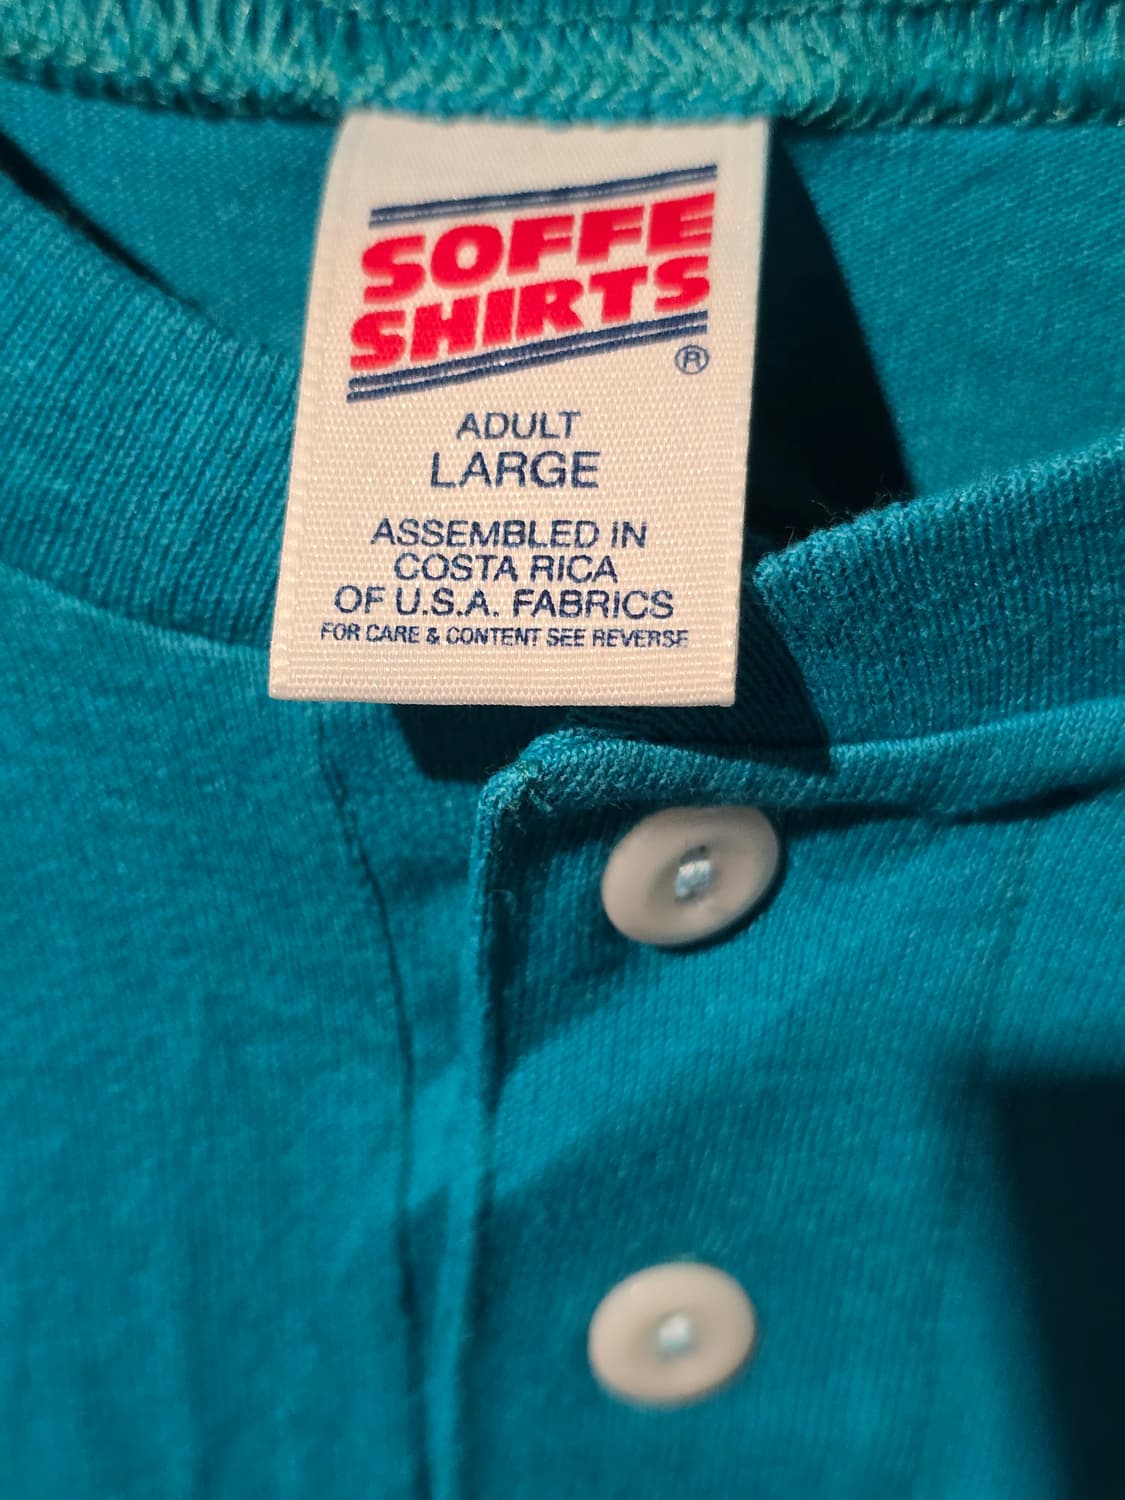 SOFFE
SHIRTS
®
ADULT
LARGE
ASSEMBLED IN
COSTA RICA
OF U.S.A. FABRICS
FOR CARE & CONTENT SEE REVERSE